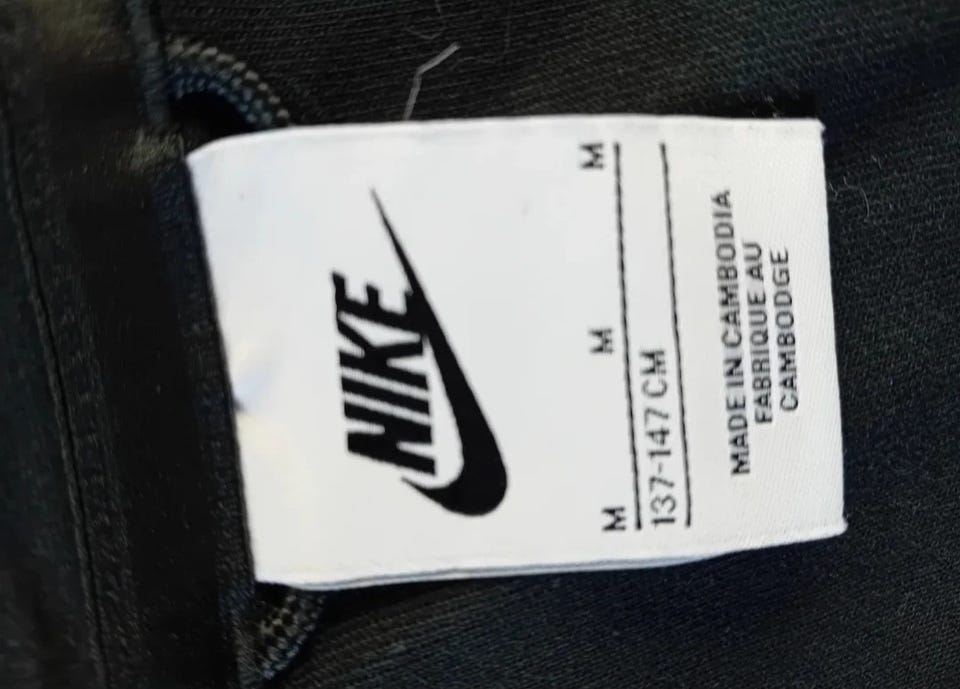 NIKE
M M M
137-147 CM
MADE IN CAMBODIA
FABRIQUE AU
CAMBODGE